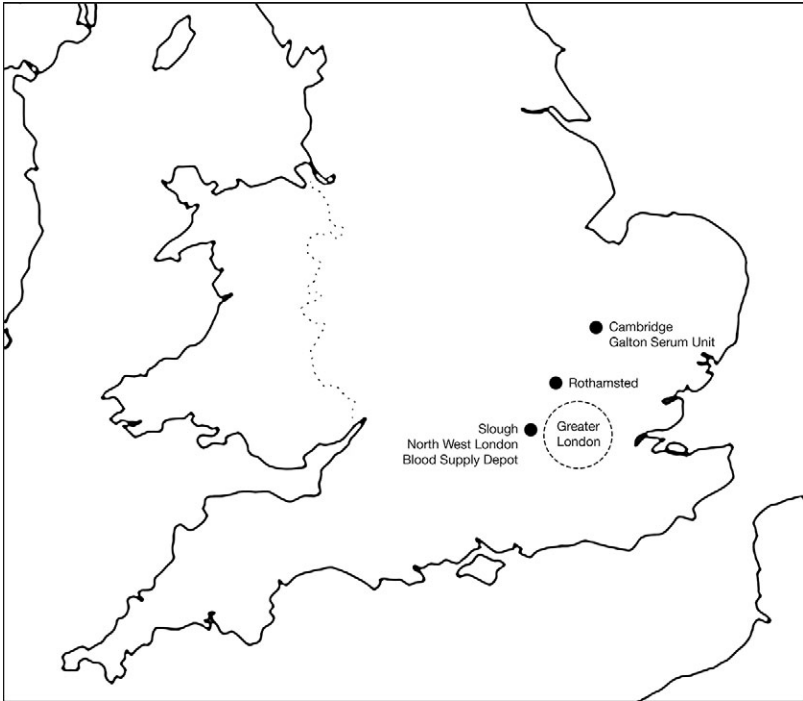 Cambridge
Galton Serum Unit
Rothamsted
Slough
North West London
Blood Supply Depot
Greater
London